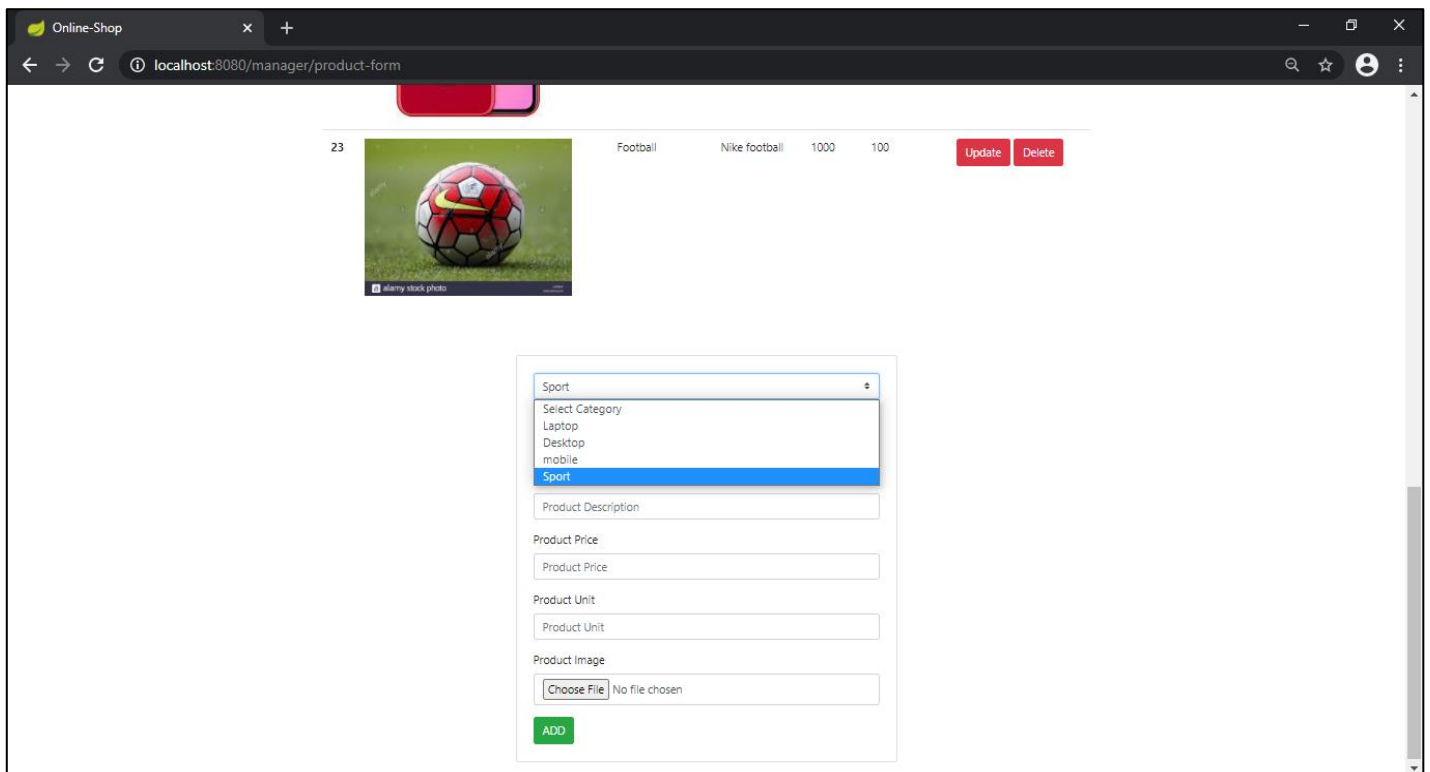 Online-Shop
localhost:8080/manager/product-form
23 Football Nike football 1000 100 Update Delete
alamy stock photo
Sport
Select Category
Laptop
Desktop
mobile
Sport
Product Description
Product Price
Product Price
Product Unit
Product Unit
Product Image
Choose File No file chosen
ADD